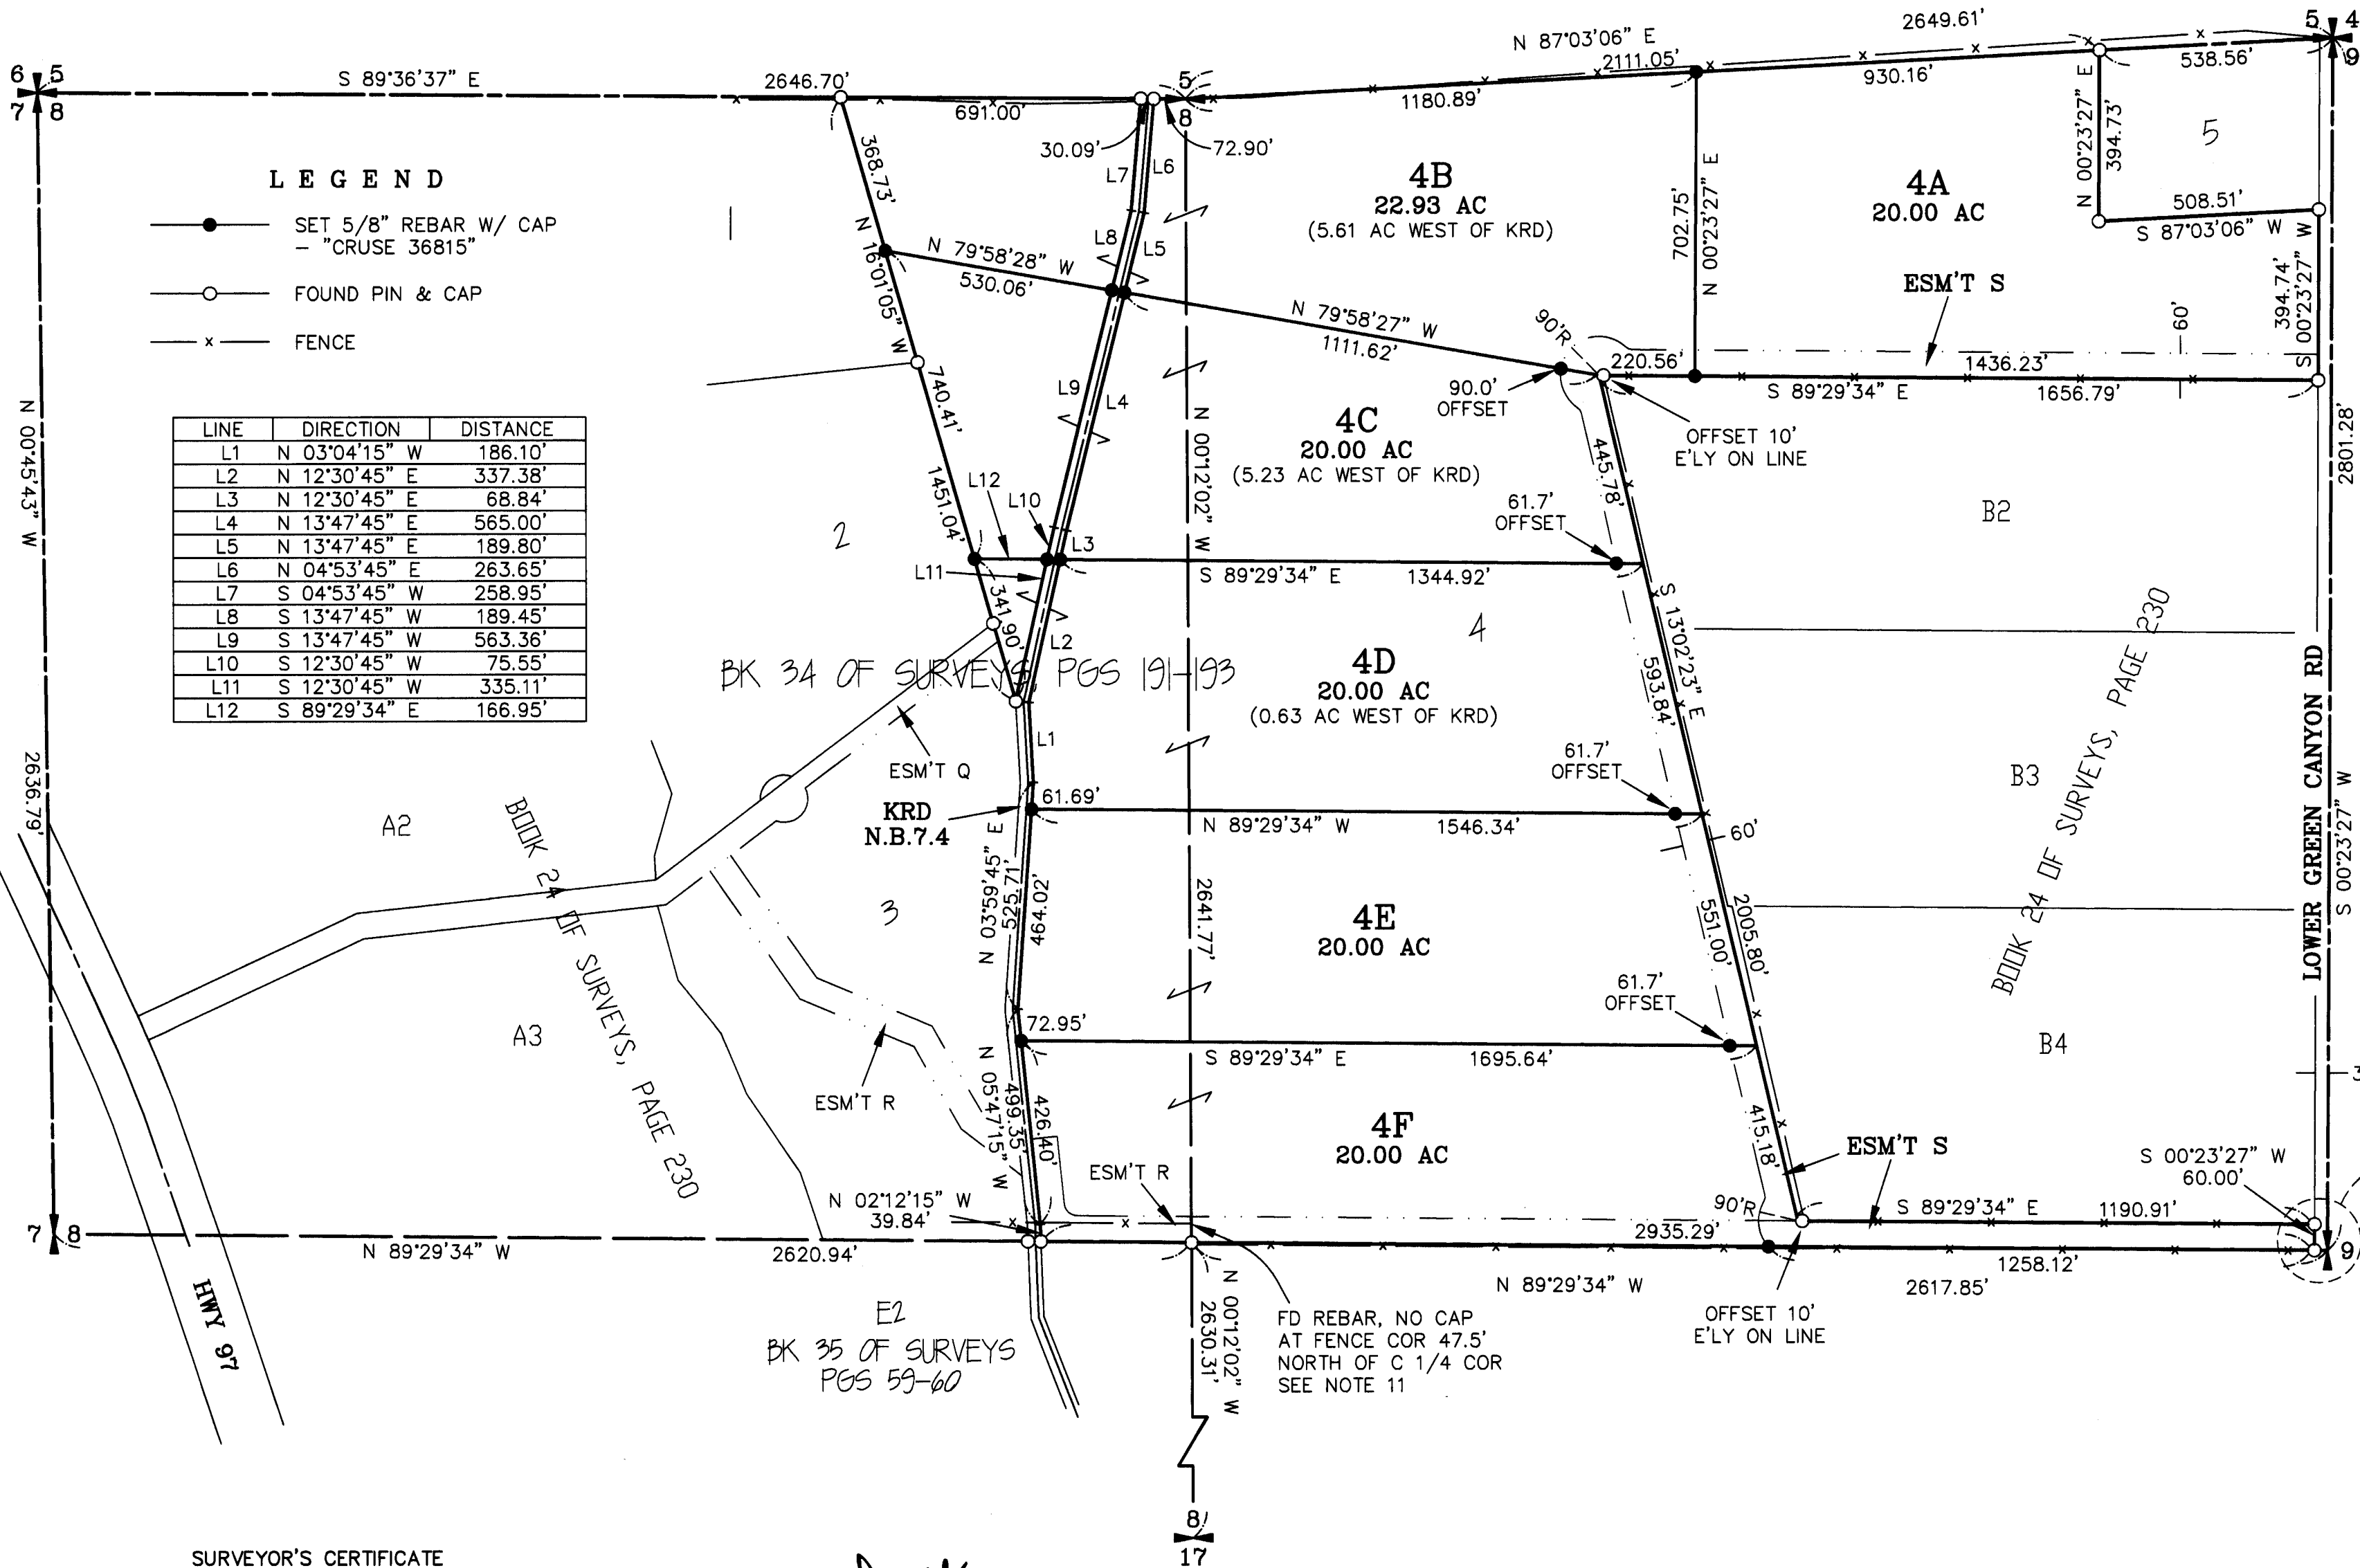 N 87°03'06" E
2649.61'
5 4
9
2111.05'
538.56'
6 5
7 8
S 89°36'37" E
2646.70'
5
8
930.16'
1180.89'
691.00'
30.09'
72.90'
N 00°23'27" E
394.73'
5
L E G E N D
SET 5/8" REBAR W/ CAP
– "CRUSE 36815"
FOUND PIN & CAP
x FENCE
1
368.73'
N 16°01'05" W
L7
L6
L8
L5
4B
22.93 AC
(5.61 AC WEST OF KRD)
702.75'
N 00°23'27" E
4A
20.00 AC
508.51'
S 87°03'06" W
394.74'
S 00°23'27" W
ESM'T S
60'
N 79°58'28" W
530.06'
N 79°58'27" W
1111.62'
90'R
220.56'
1436.23'
S 89°29'34" E
1656.79'
90.0'
OFFSET
OFFSET 10'
E'LY ON LINE
740.41'
1451.04'
L9
L4
N 00°12'02" W
4C
20.00 AC
(5.23 AC WEST OF KRD)
445.78'
2801.28'
N 00°45'43" W
2636.79'
LINE DIRECTION DISTANCE
L1 N 03°04'15" W 186.10'
L2 N 12°30'45" E 337.38'
L3 N 12°30'45" E 68.84'
L4 N 13°47'45" E 565.00'
L5 N 13°47'45" E 189.80'
L6 N 04°53'45" E 263.65'
L7 S 04°53'45" W 258.95'
L8 S 13°47'45" W 189.45'
L9 S 13°47'45" W 563.36'
L10 S 12°30'45" W 75.55'
L11 S 12°30'45" W 335.11'
L12 S 89°29'34" E 166.95'
2
L12
L10
L3
L11
61.7'
OFFSET
B2
S 89°29'34" E
1344.92'
341.90'
L2
4
S 13°02'23" E
593.84'
BK 34 OF SURVEYS PGS 191-193
4D
20.00 AC
(0.63 AC WEST OF KRD)
L1
ESM'T Q
61.7'
OFFSET
B3
BOOK 24 OF SURVEYS, PAGE 230
LOWER GREEN CANYON RD
S 00°23'27" W
A2
KRD
N.B.7.4
61.69'
N 89°29'34" W
1546.34'
60'
BOOK 24 OF SURVEYS, PAGE 230
3
N 03°59'45" E
525.71'
464.02'
2641.77'
4E
20.00 AC
551.00'
2005.80'
61.7'
OFFSET
A3
72.95'
S 89°29'34" E
1695.64'
B4
3
ESM'T R
N 05°47'15" W
499.35'
426.40'
4F
20.00 AC
415.18'
ESM'T S
S 00°23'27" W
60.00'
ESM'T R
N 02°12'15" W
39.84'
90'R
S 89°29'34" E
1190.91'
7 8
N 89°29'34" W
2620.94'
2935.29'
9
1258.12'
N 89°29'34" W
2617.85'
HWY 97
E2
BK 35 OF SURVEYS
PGS 59-60
N 00°12'02" W
2630.31'
FD REBAR, NO CAP
AT FENCE COR 47.5'
NORTH OF C 1/4 COR
SEE NOTE 11
OFFSET 10'
E'LY ON LINE
8
17
SURVEYOR'S CERTIFICATE